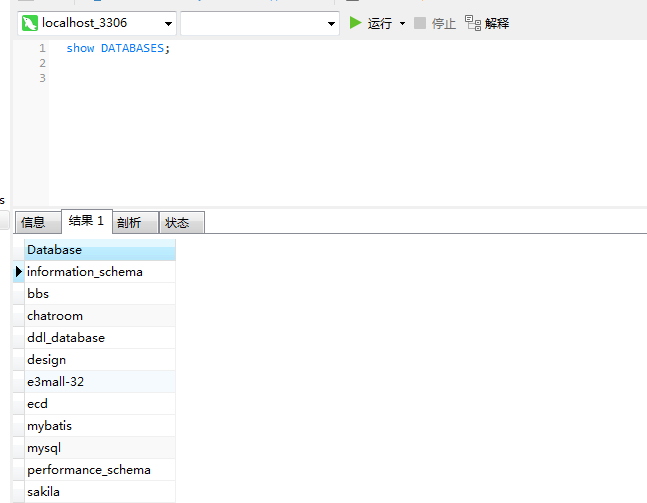 localhost_3306 运行 停止 解释
1 show DATABASES;
2
3
s
信息 结果 1 剖析 状态
Database
information_schema
bbs
chatroom
ddl_database
design
e3mall-32
ecd
mybatis
mysql
performance_schema
sakila